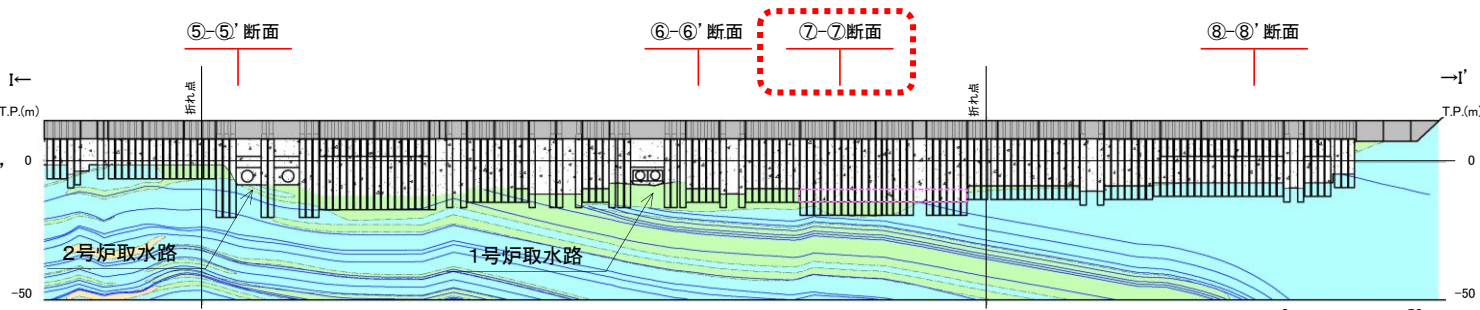 ⑤-⑤’断面
⑥-⑥’断面
⑦-⑦断面
⑧-⑧’断面
I←
→I’
T.P.(m)
折れ点
折れ点
T.P.(m)
0
0
2号炉取水路
1号炉取水路
-50
-50